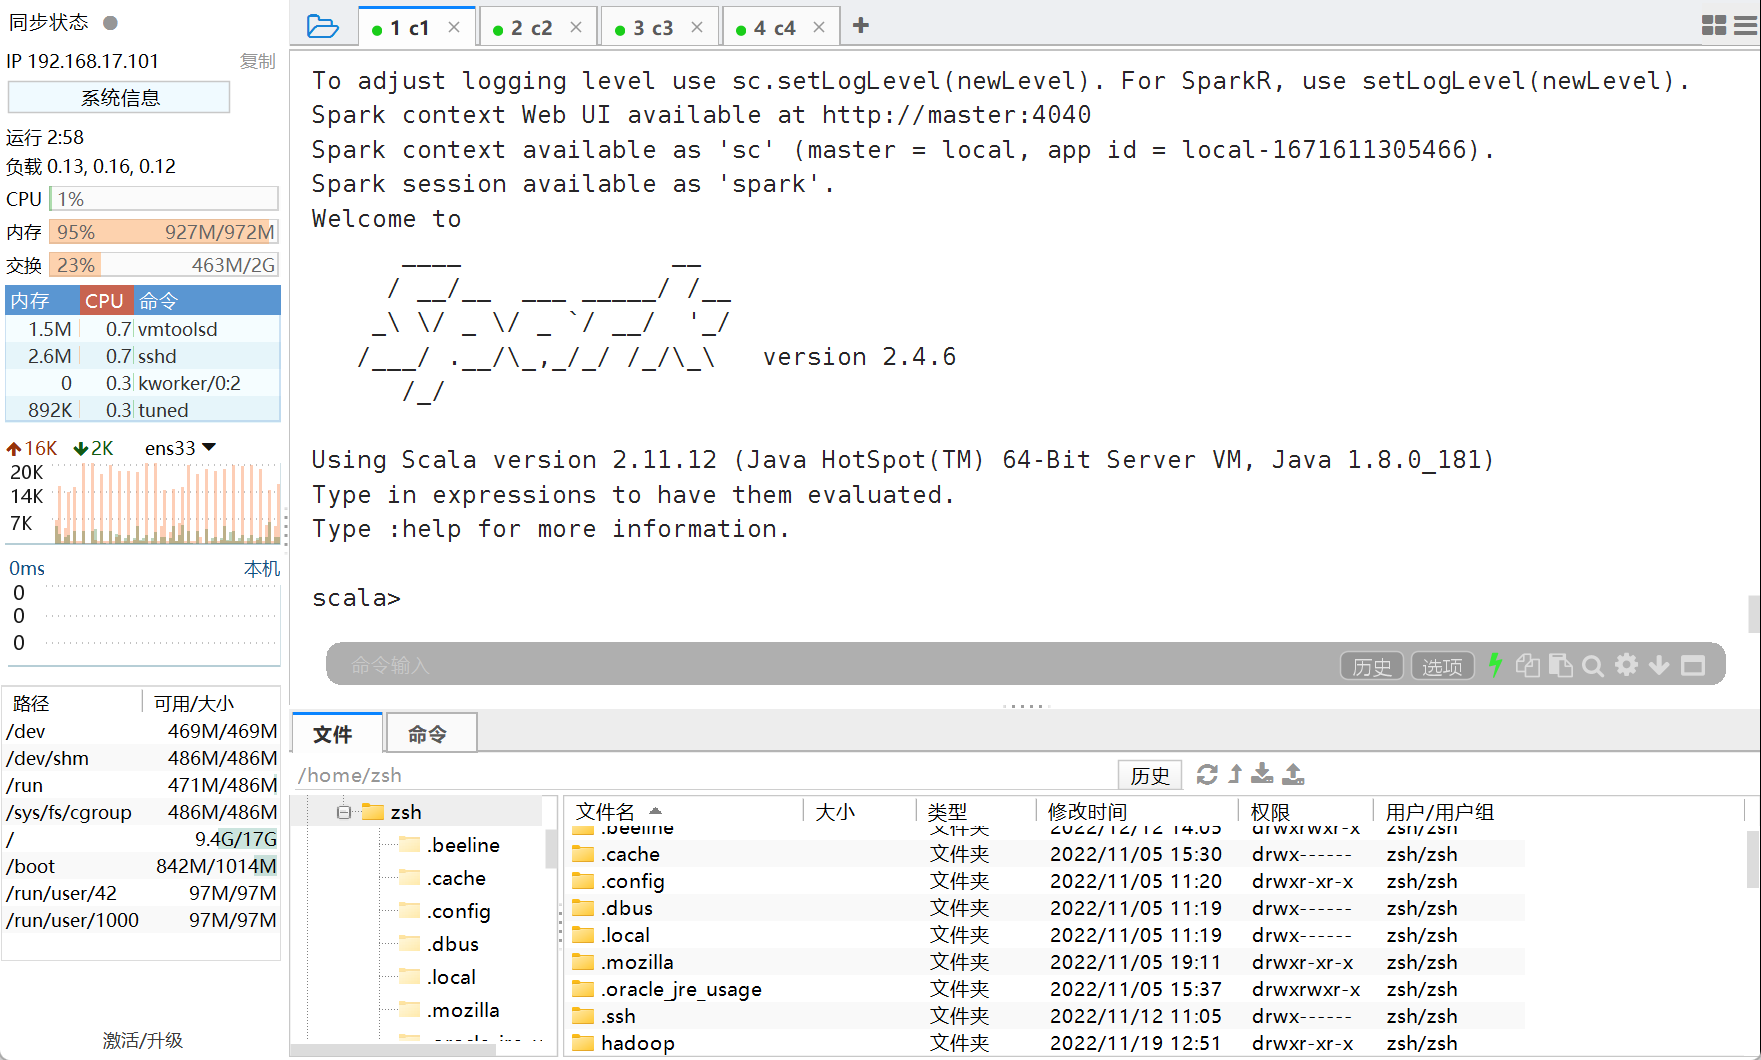 同步状态
IP 192.168.17.101 复制
系统信息
运行 2:58
负载 0.13, 0.16, 0.12
CPU 1%
内存 95% 927M/972M
交换 23% 463M/2G
内存 CPU 命令
1.5M 0.7 vmtoolsd
2.6M 0.7 sshd
0 0.3 kworker/0:2
892K 0.3 tuned
16K 2K ens33
20K
14K
7K
0ms 本机
0
0
0
路径 可用/大小
/dev 469M/469M
/dev/shm 486M/486M
/run 471M/486M
/sys/fs/cgroup 486M/486M
/ 9.4G/17G
/boot 842M/1014M
/run/user/42 97M/97M
/run/user/1000 97M/97M
激活/升级
1 c1 2 c2 3 c3 4 c4
To adjust logging level use sc.setLogLevel(newLevel). For SparkR, use setLogLevel(newLevel).
Spark context Web UI available at http://master:4040
Spark context available as 'sc' (master = local, app id = local-1671611305466).
Spark session available as 'spark'.
Welcome to
      ____              __
     / __/__  ___ _____/ /__
    _\ \/ _ \/ _ `/ __/  '_/
   /___/ .__/\_,_/_/ /_/\_\   version 2.4.6
      /_/
Using Scala version 2.11.12 (Java HotSpot(TM) 64-Bit Server VM, Java 1.8.0_181)
Type in expressions to have them evaluated.
Type :help for more information.
scala>
命令输入 历史 选项
文件 命令
/home/zsh 历史
zsh
.beeline
.cache
.config
.dbus
.local
.mozilla
文件名 大小 类型 修改时间 权限 用户/用户组
.beeline 文件夹 2022/12/12 14:05 drwxrwxr-x zsh/zsh
.cache 文件夹 2022/11/05 15:30 drwx------ zsh/zsh
.config 文件夹 2022/11/05 11:20 drwxr-xr-x zsh/zsh
.dbus 文件夹 2022/11/05 11:19 drwx------ zsh/zsh
.local 文件夹 2022/11/05 11:19 drwx------ zsh/zsh
.mozilla 文件夹 2022/11/05 19:11 drwxr-xr-x zsh/zsh
.oracle_jre_usage 文件夹 2022/11/05 15:37 drwxrwxr-x zsh/zsh
.ssh 文件夹 2022/11/12 11:05 drwx------ zsh/zsh
hadoop 文件夹 2022/11/19 12:51 drwxr-xr-x zsh/zsh